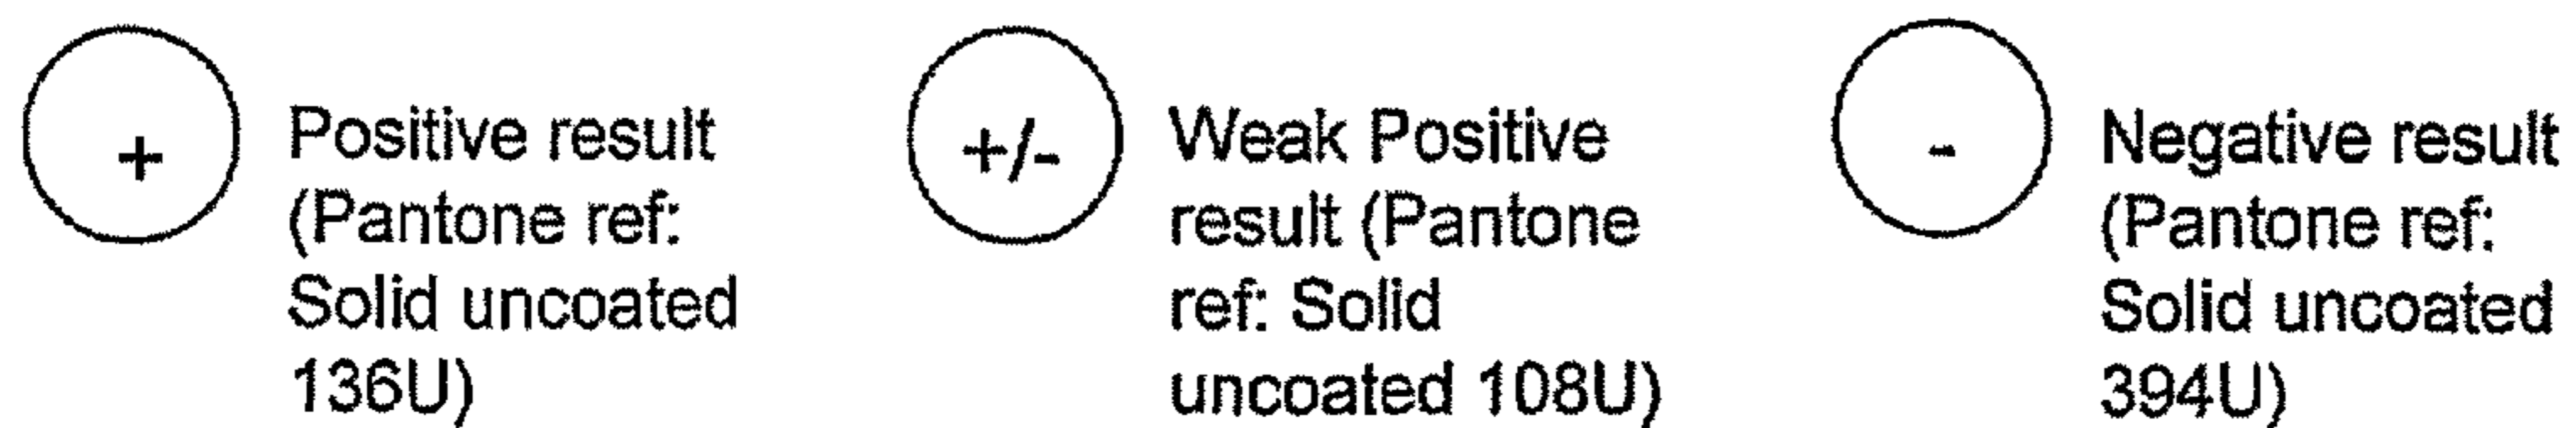 +
Positive result
(Pantone ref:
Solid uncoated
136U)
+/-
Weak Positive
result (Pantone
ref: Solid
uncoated 108U)
-
Negative result
(Pantone ref:
Solid uncoated
394U)